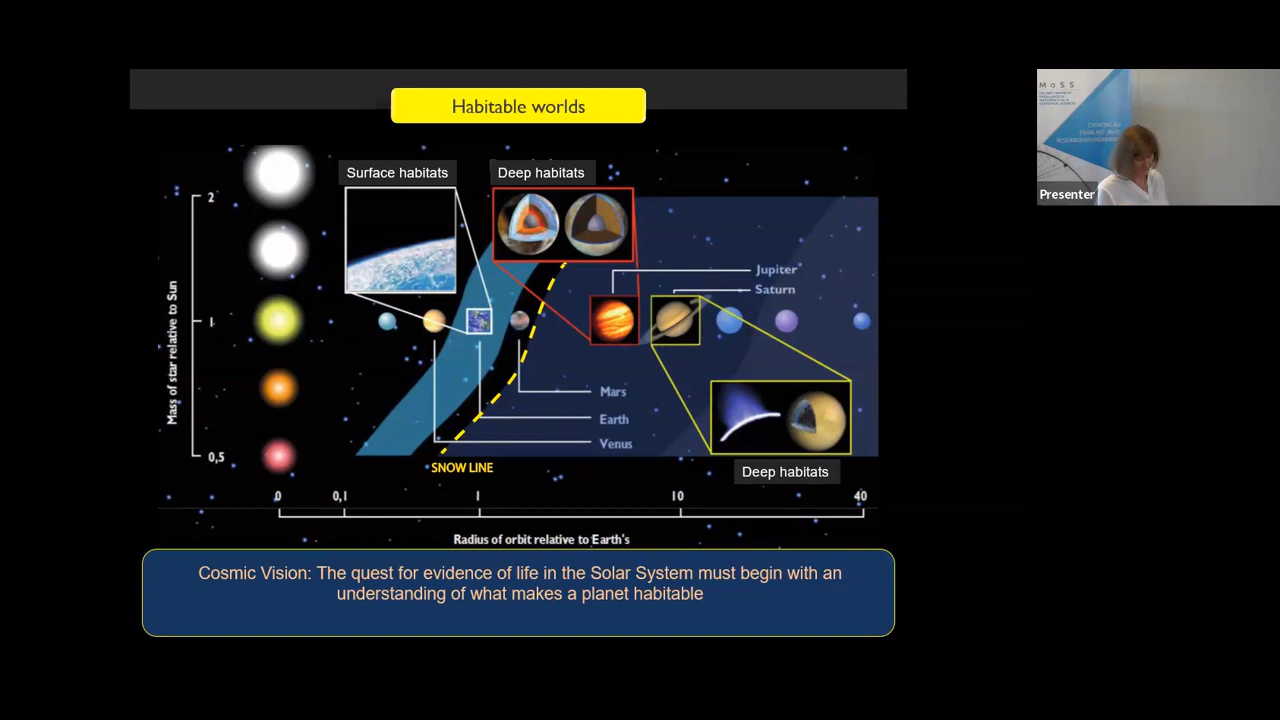 Habitable worlds
Surface habitats
Deep habitats
Mass of star relative to Sun
2
1
0,5
Jupiter
Saturn
Mars
Earth
Venus
SNOW LINE
Deep habitats
0
0,1
1
10
40
Radius of orbit relative to Earth's
Cosmic Vision: The quest for evidence of life in the Solar System must begin with an
understanding of what makes a planet habitable
M a S S
Presenter